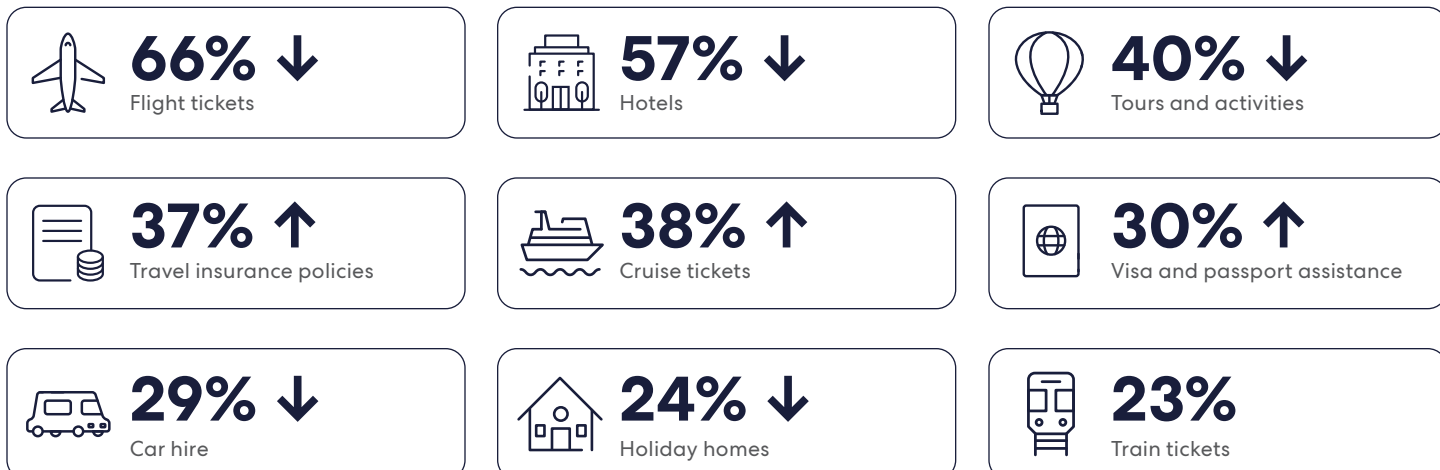 66% ↓
Flight tickets
57% ↓
Hotels
40% ↓
Tours and activities
37% ↑
Travel insurance policies
38% ↑
Cruise tickets
30% ↑
Visa and passport assistance
29% ↓
Car hire
24% ↓
Holiday homes
23%
Train tickets